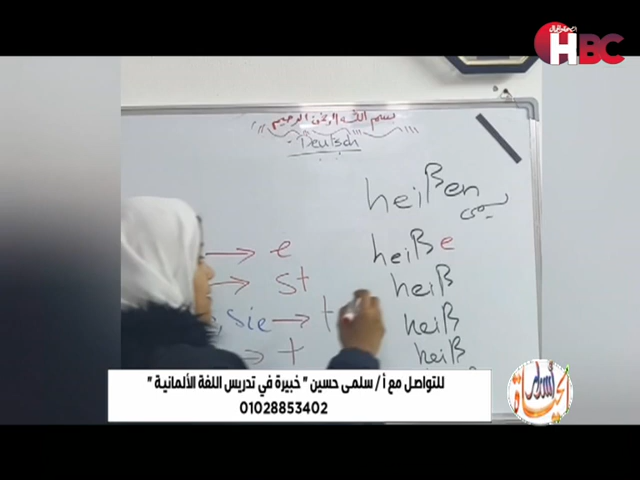 HBC
بسم الله الرحمن الرحيم
Deutsch
heißen
يسمى
→ e heiße
→ st heiß
, sie → t heiß
→ t heiß
للتواصل مع أ/ سلمى حسين " خبيرة في تدريس اللغة الألمانية "
01028853402
الحياة